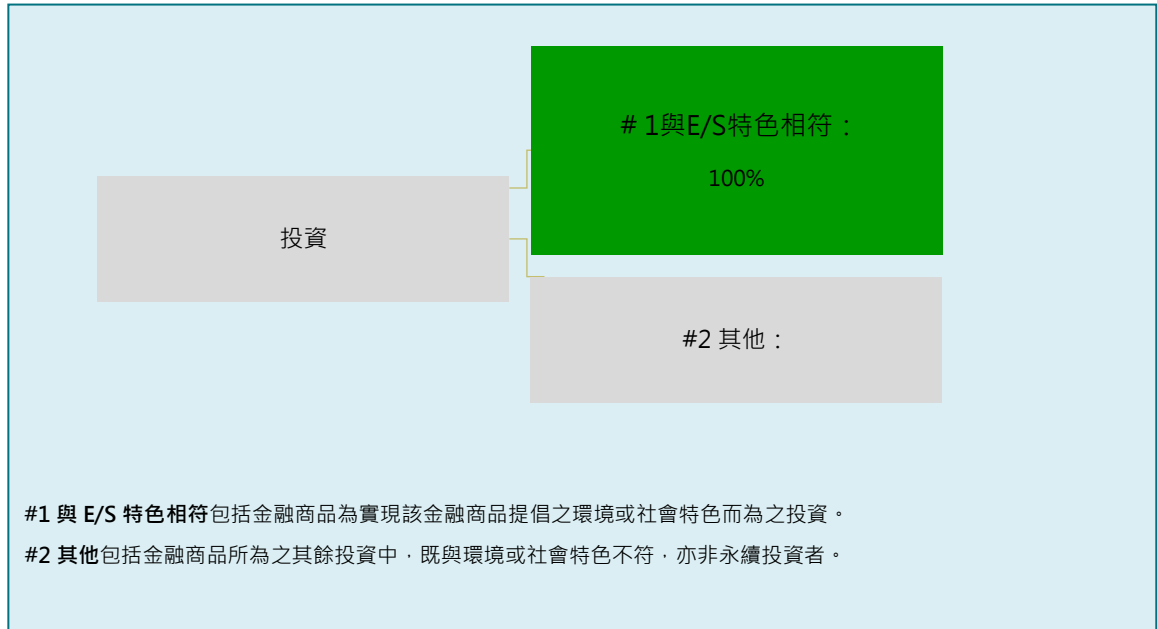 # 1與E/S特色相符：
100%
投資
#2 其他：
#1 與 E/S 特色相符包括金融商品為實現該金融商品提倡之環境或社會特色而為之投資。
#2 其他包括金融商品所為之其餘投資中，既與環境或社會特色不符，亦非永續投資者。